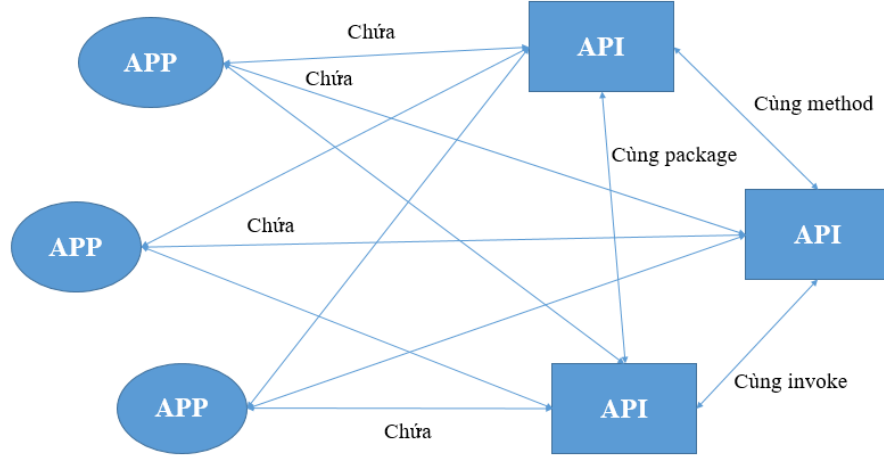 Chứa
API
APP
Chứa
Cùng method
Cùng package
Chứa
API
APP
Cùng invoke
APP
API
Chứa